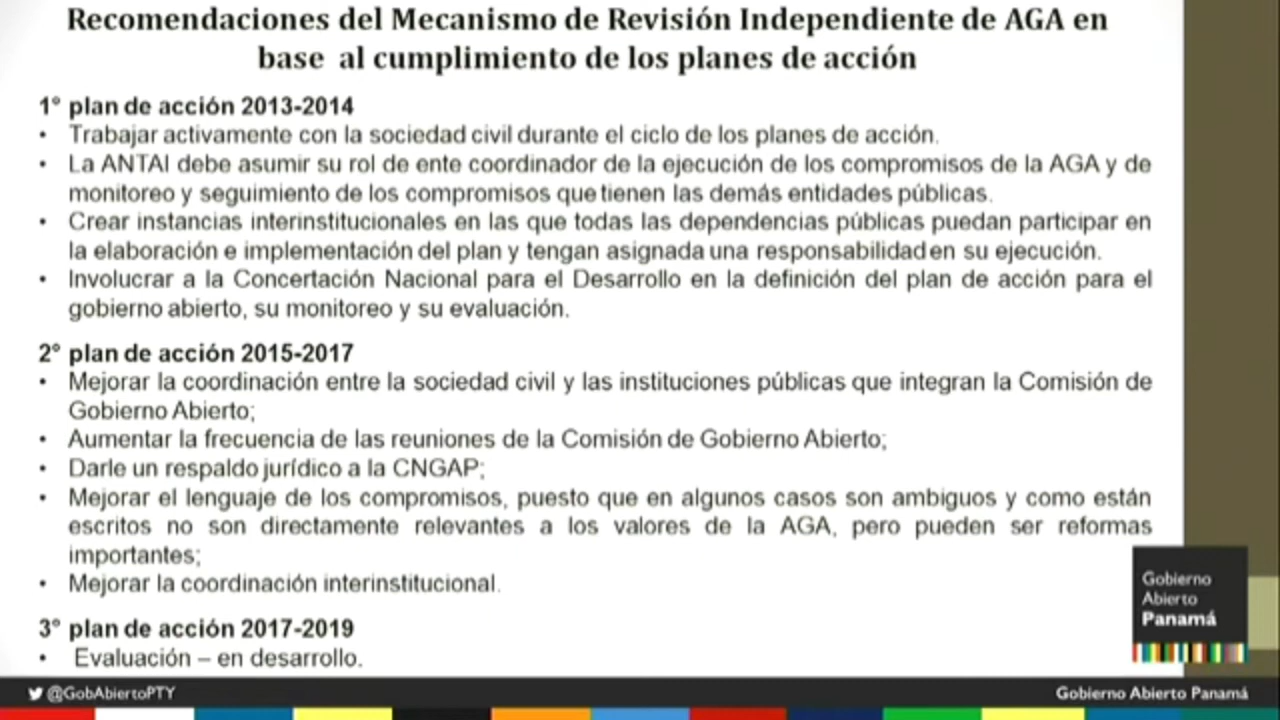 Recomendaciones del Mecanismo de Revisión Independiente de AGA en
base al cumplimiento de los planes de acción
1° plan de acción 2013-2014
• Trabajar activamente con la sociedad civil durante el ciclo de los planes de acción.
• La ANTAI debe asumir su rol de ente coordinador de la ejecución de los compromisos de la AGA y de
monitoreo y seguimiento de los compromisos que tienen las demás entidades públicas.
• Crear instancias interinstitucionales en las que todas las dependencias públicas puedan participar en
la elaboración e implementación del plan y tengan asignada una responsabilidad en su ejecución.
• Involucrar a la Concertación Nacional para el Desarrollo en la definición del plan de acción para el
gobierno abierto, su monitoreo y su evaluación.
2° plan de acción 2015-2017
• Mejorar la coordinación entre la sociedad civil y las instituciones públicas que integran la Comisión de
Gobierno Abierto;
• Aumentar la frecuencia de las reuniones de la Comisión de Gobierno Abierto;
• Darle un respaldo jurídico a la CNGAP;
• Mejorar el lenguaje de los compromisos, puesto que en algunos casos son ambiguos y como están
escritos no son directamente relevantes a los valores de la AGA, pero pueden ser reformas
importantes;
• Mejorar la coordinación interinstitucional.
3° plan de acción 2017-2019
• Evaluación – en desarrollo.
Gobierno
Abierto
Panamá
@GobAbiertoPTY
Gobierno Abierto Panamá